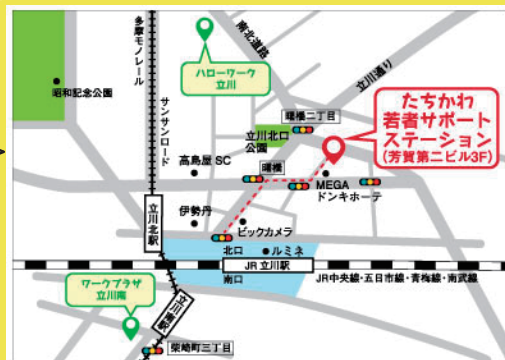 多摩モノレール
サンサンロード
昭和記念公園
ハローワーク
立川
南北道路
立川通り
曙橋二丁目
立川北口
公園
たちかわ
若者サポート
ステーション
(芳賀第二ビル3F)
高島屋 SC
曙橋
MEGA
ドンキホーテ
伊勢丹
ビックカメラ
立川北駅
北口
ルミネ
JR 立川駅
南口
JR中央線・五日市線・青梅線・南武線
ワークプラザ
立川南
立川南駅
柴崎町三丁目